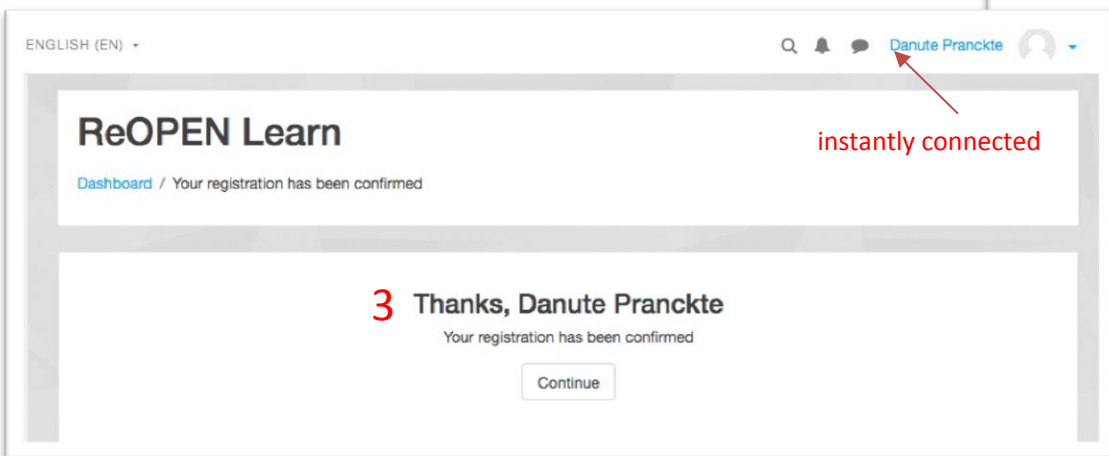 ENGLISH (EN)
Danute Pranckte
instantly connected
ReOPEN Learn
Dashboard / Your registration has been confirmed
3 Thanks, Danute Pranckte
Your registration has been confirmed
Continue